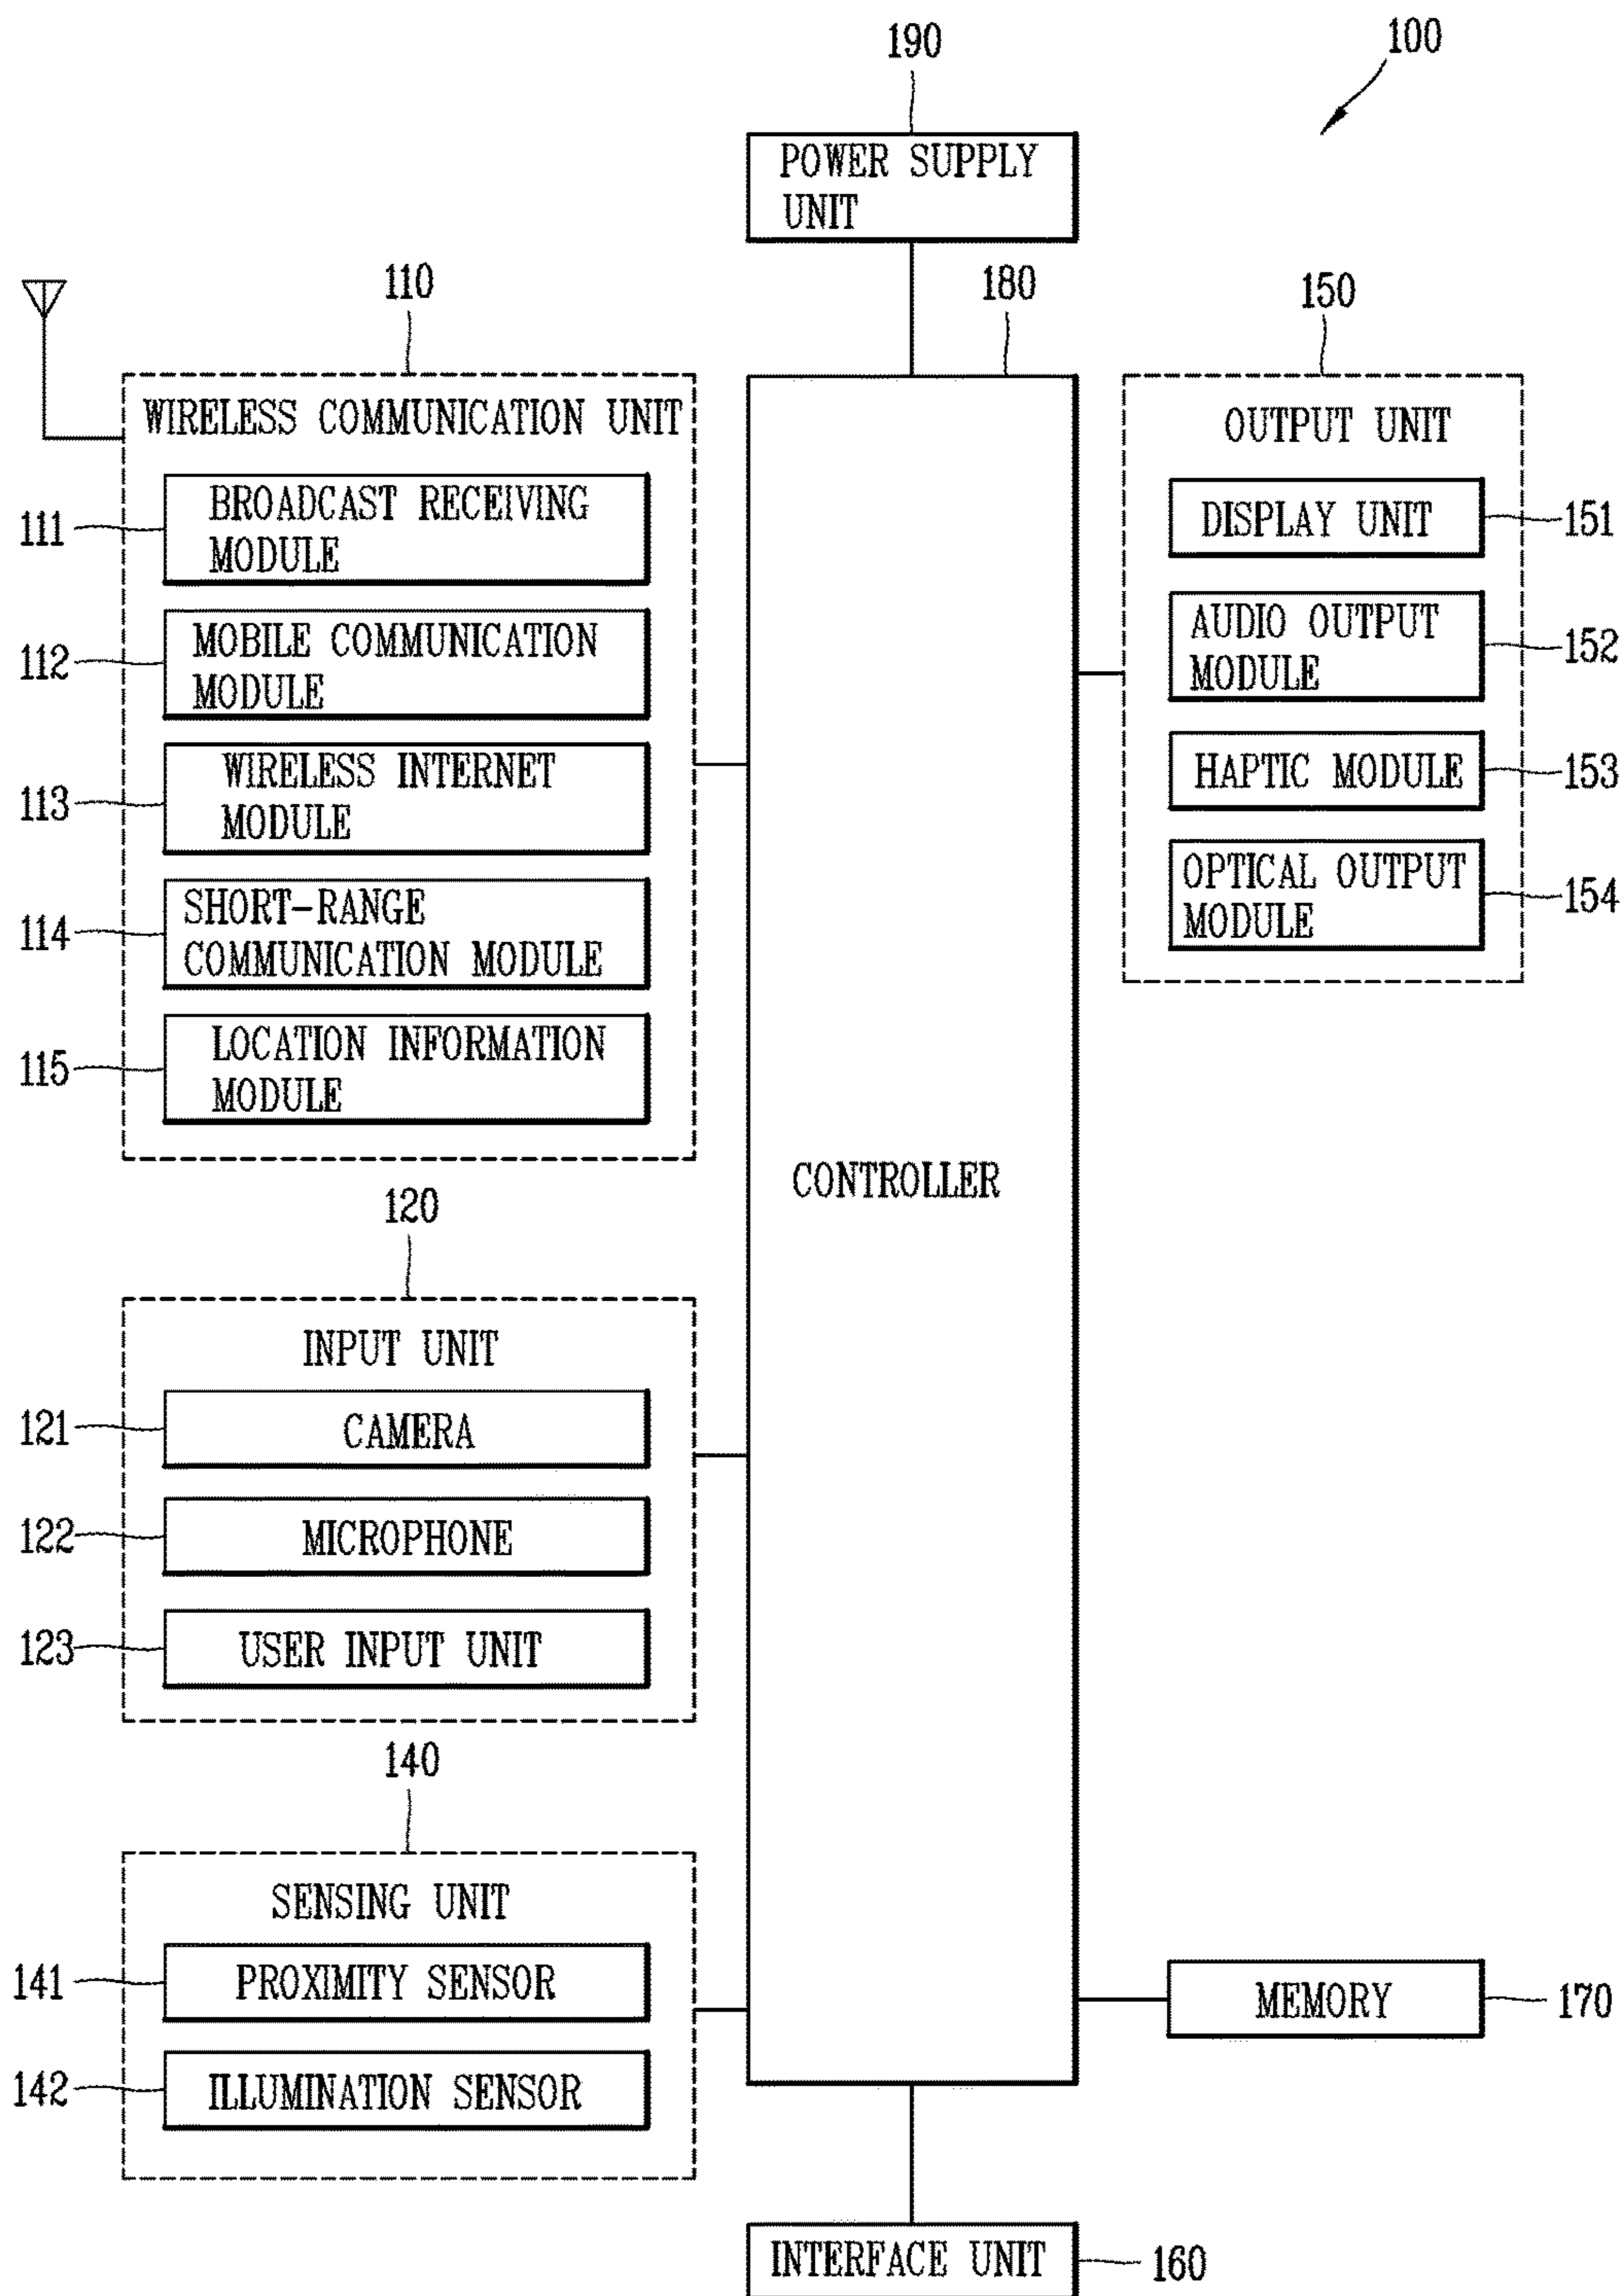 100
190
POWER SUPPLY
UNIT
110
180
150
WIRELESS COMMUNICATION UNIT
111
BROADCAST RECEIVING
MODULE
112
MOBILE COMMUNICATION
MODULE
113
WIRELESS INTERNET
MODULE
114
SHORT-RANGE
COMMUNICATION MODULE
115
LOCATION INFORMATION
MODULE
120
INPUT UNIT
121
CAMERA
122
MICROPHONE
123
USER INPUT UNIT
140
SENSING UNIT
141
PROXIMITY SENSOR
142
ILLUMINATION SENSOR
CONTROLLER
OUTPUT UNIT
DISPLAY UNIT
151
AUDIO OUTPUT
MODULE
152
HAPTIC MODULE
153
OPTICAL OUTPUT
MODULE
154
MEMORY
170
INTERFACE UNIT
160